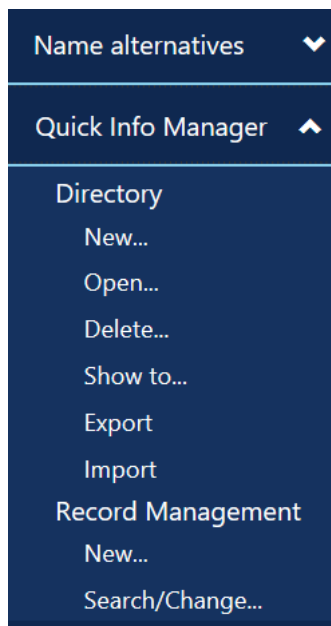 Name alternatives
Quick Info Manager
Directory
New...
Open...
Delete...
Show to...
Export
Import
Record Management
New...
Search/Change...